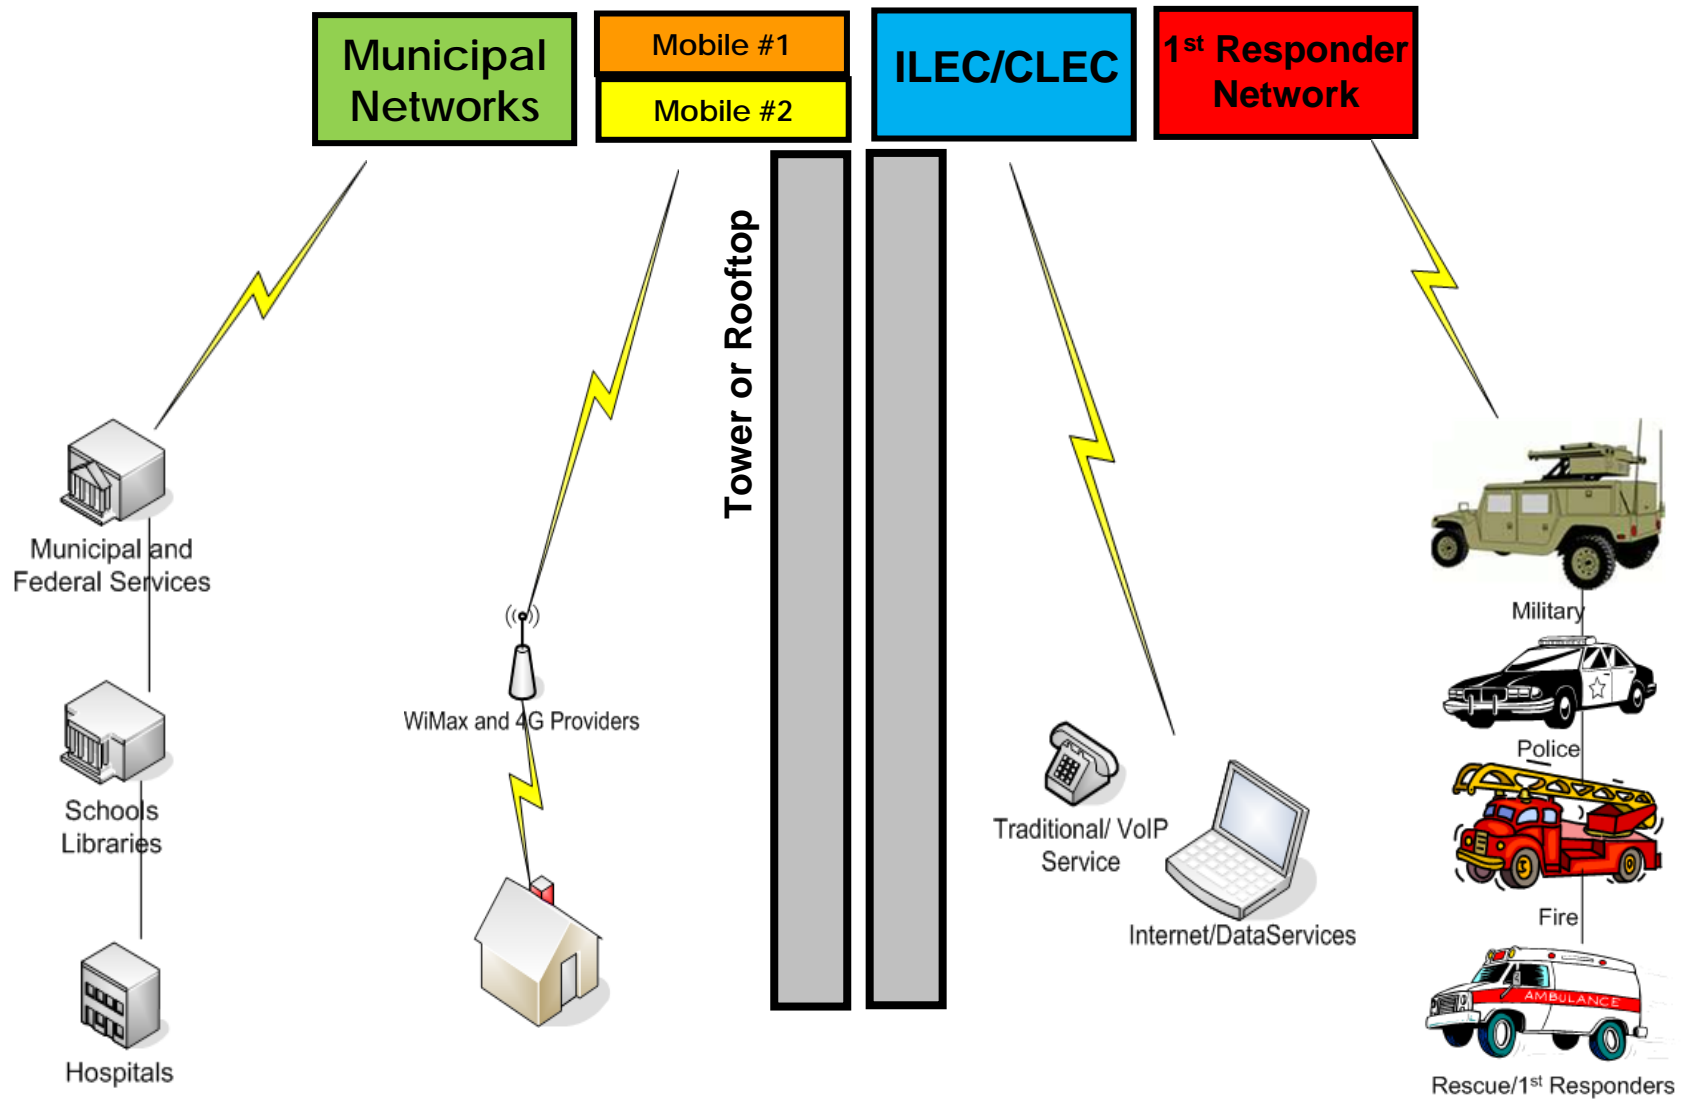 Municipal
Networks
Mobile #1
Mobile #2
ILEC/CLEC
1st Responder
Network
Tower or Rooftop
Municipal and
Federal Services
Schools
Libraries
Hospitals
WiMax and 4G Providers
Traditional/ VoIP
Service
Internet/DataServices
Military
Police
Fire
AMBULANCE
Rescue/1st Responders